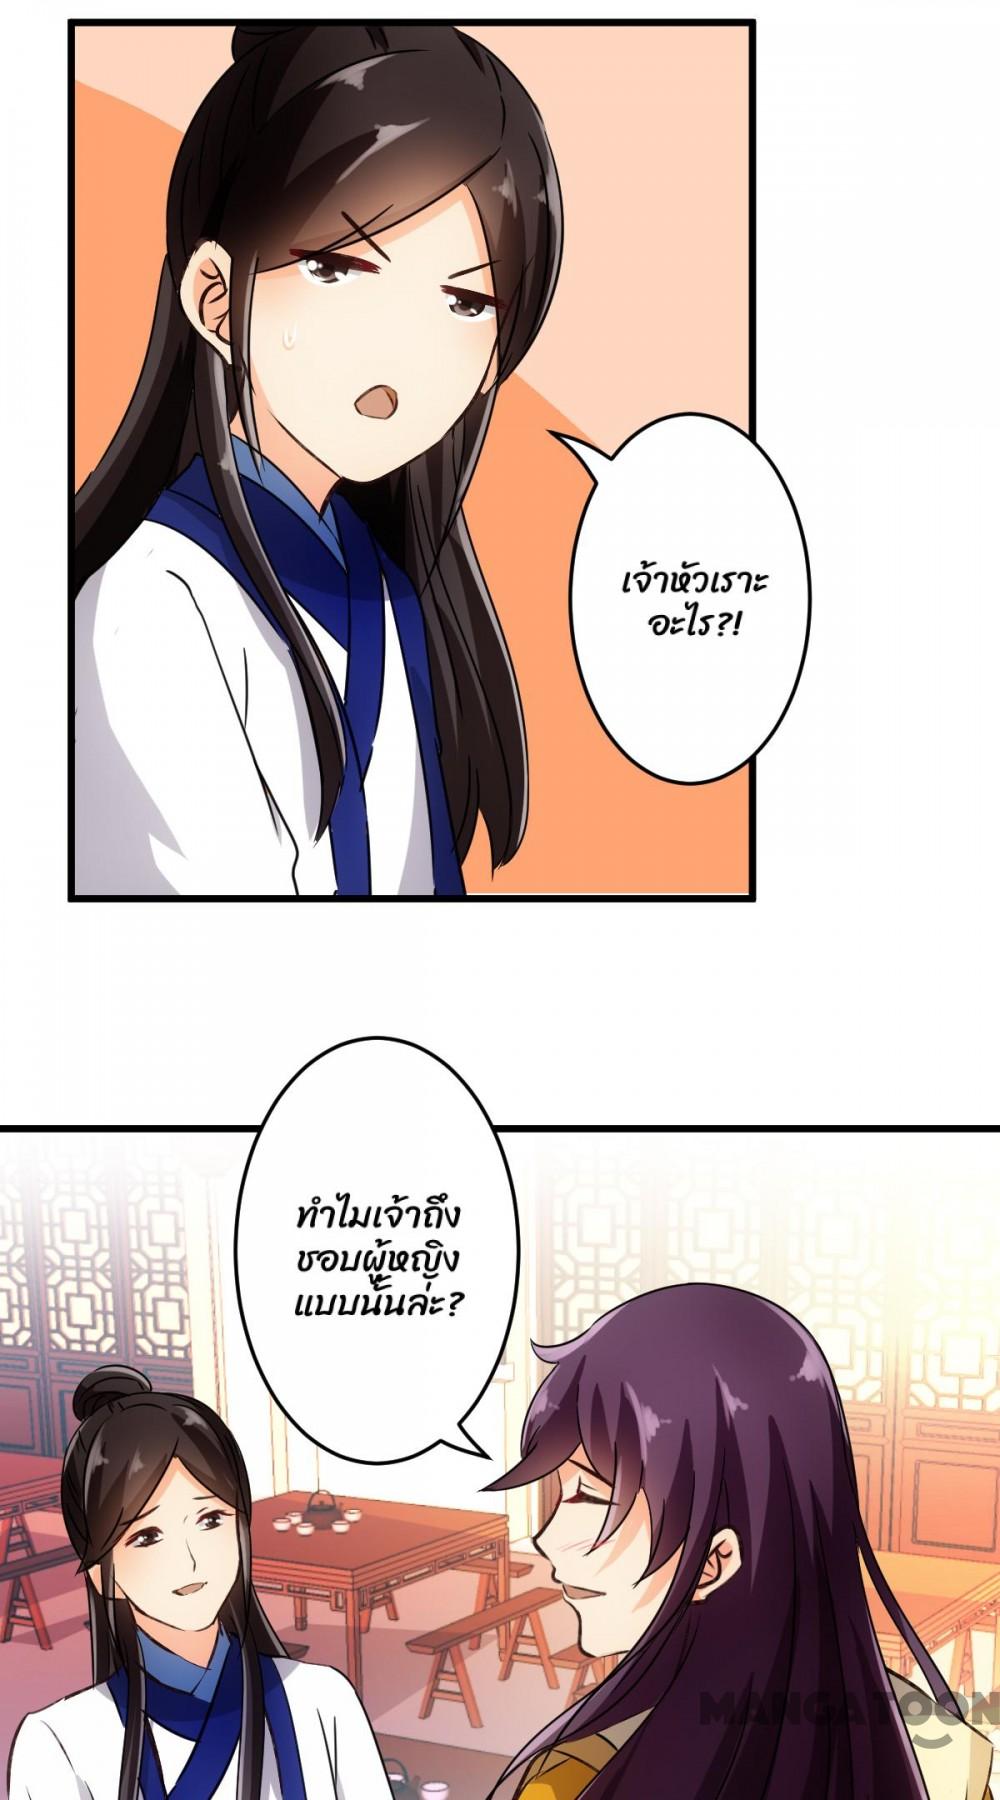 เจ้าหัวเราะ
อะไร?!
ทำไมเจ้าถึง
ชอบผู้หญิง
แบบนั้นล่ะ?
MANGATOON